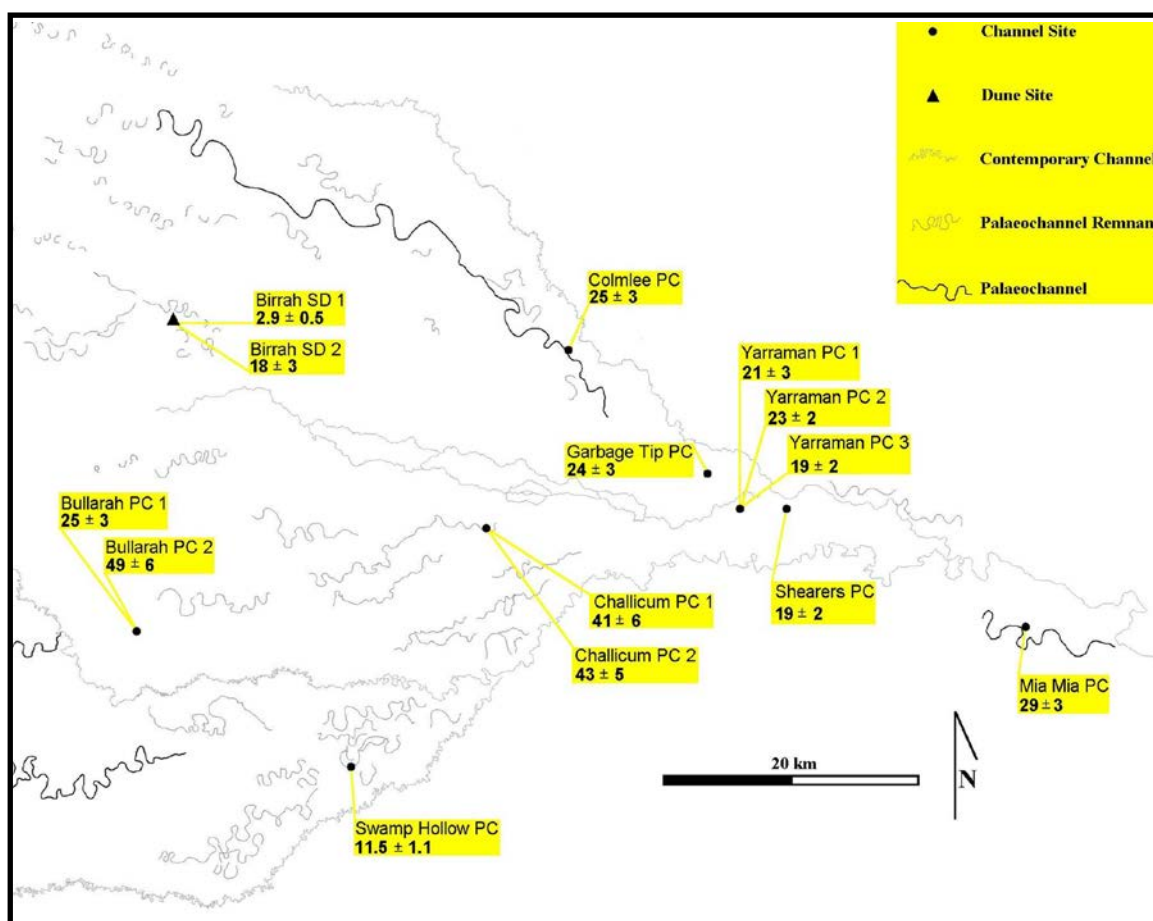 Channel Site
Dune Site
Contemporary Channel
Palaeochannel Remnant
Palaeochannel
Colmlee PC
25 ± 3
Birrah SD 1
2.9 ± 0.5
Birrah SD 2
18 ± 3
Yarraman PC 1
21 ± 3
Yarraman PC 2
23 ± 2
Yarraman PC 3
19 ± 2
Garbage Tip PC
24 ± 3
Bullarah PC 1
25 ± 3
Bullarah PC 2
49 ± 6
Challicum PC 1
41 ± 6
Challicum PC 2
43 ± 5
Shearers PC
19 ± 2
Mia Mia PC
29 ± 3
20 km
N
Swamp Hollow PC
11.5 ± 1.1